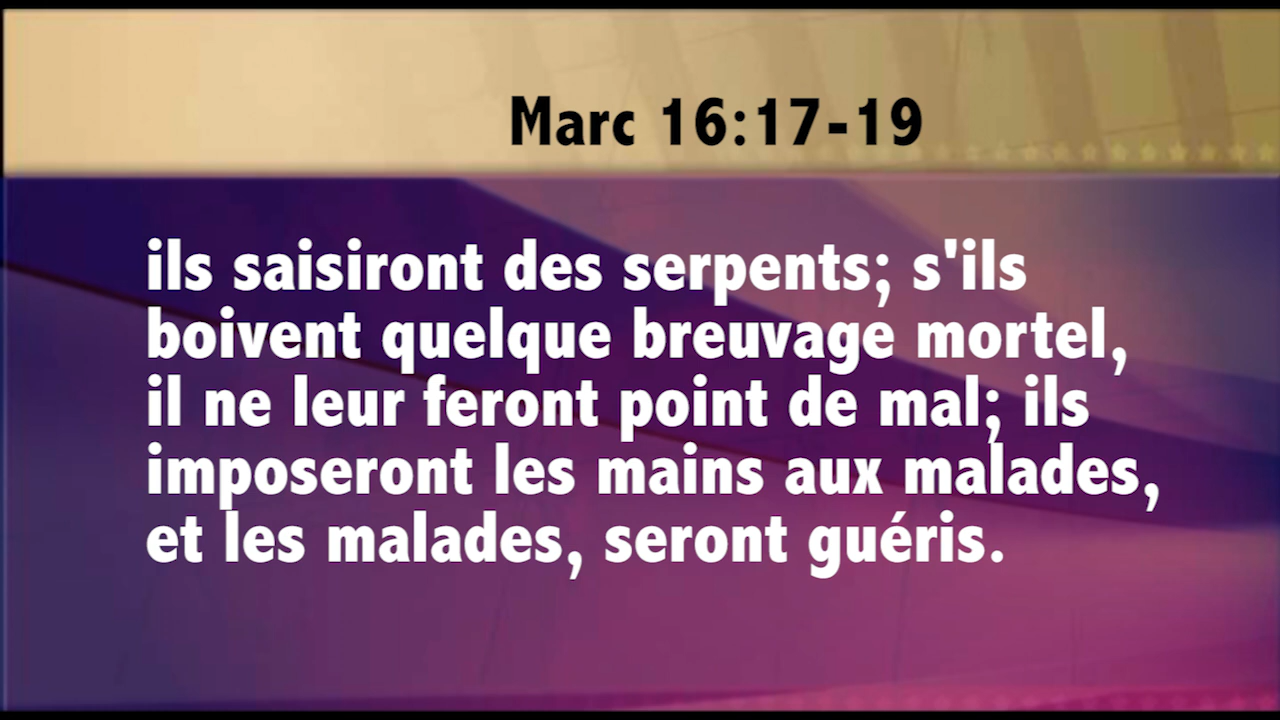 Marc 16:17-19
ils saisiront des serpents; s'ils
boivent quelque breuvage mortel,
il ne leur feront point de mal; ils
imposeront les mains aux malades,
et les malades, seront guéris.